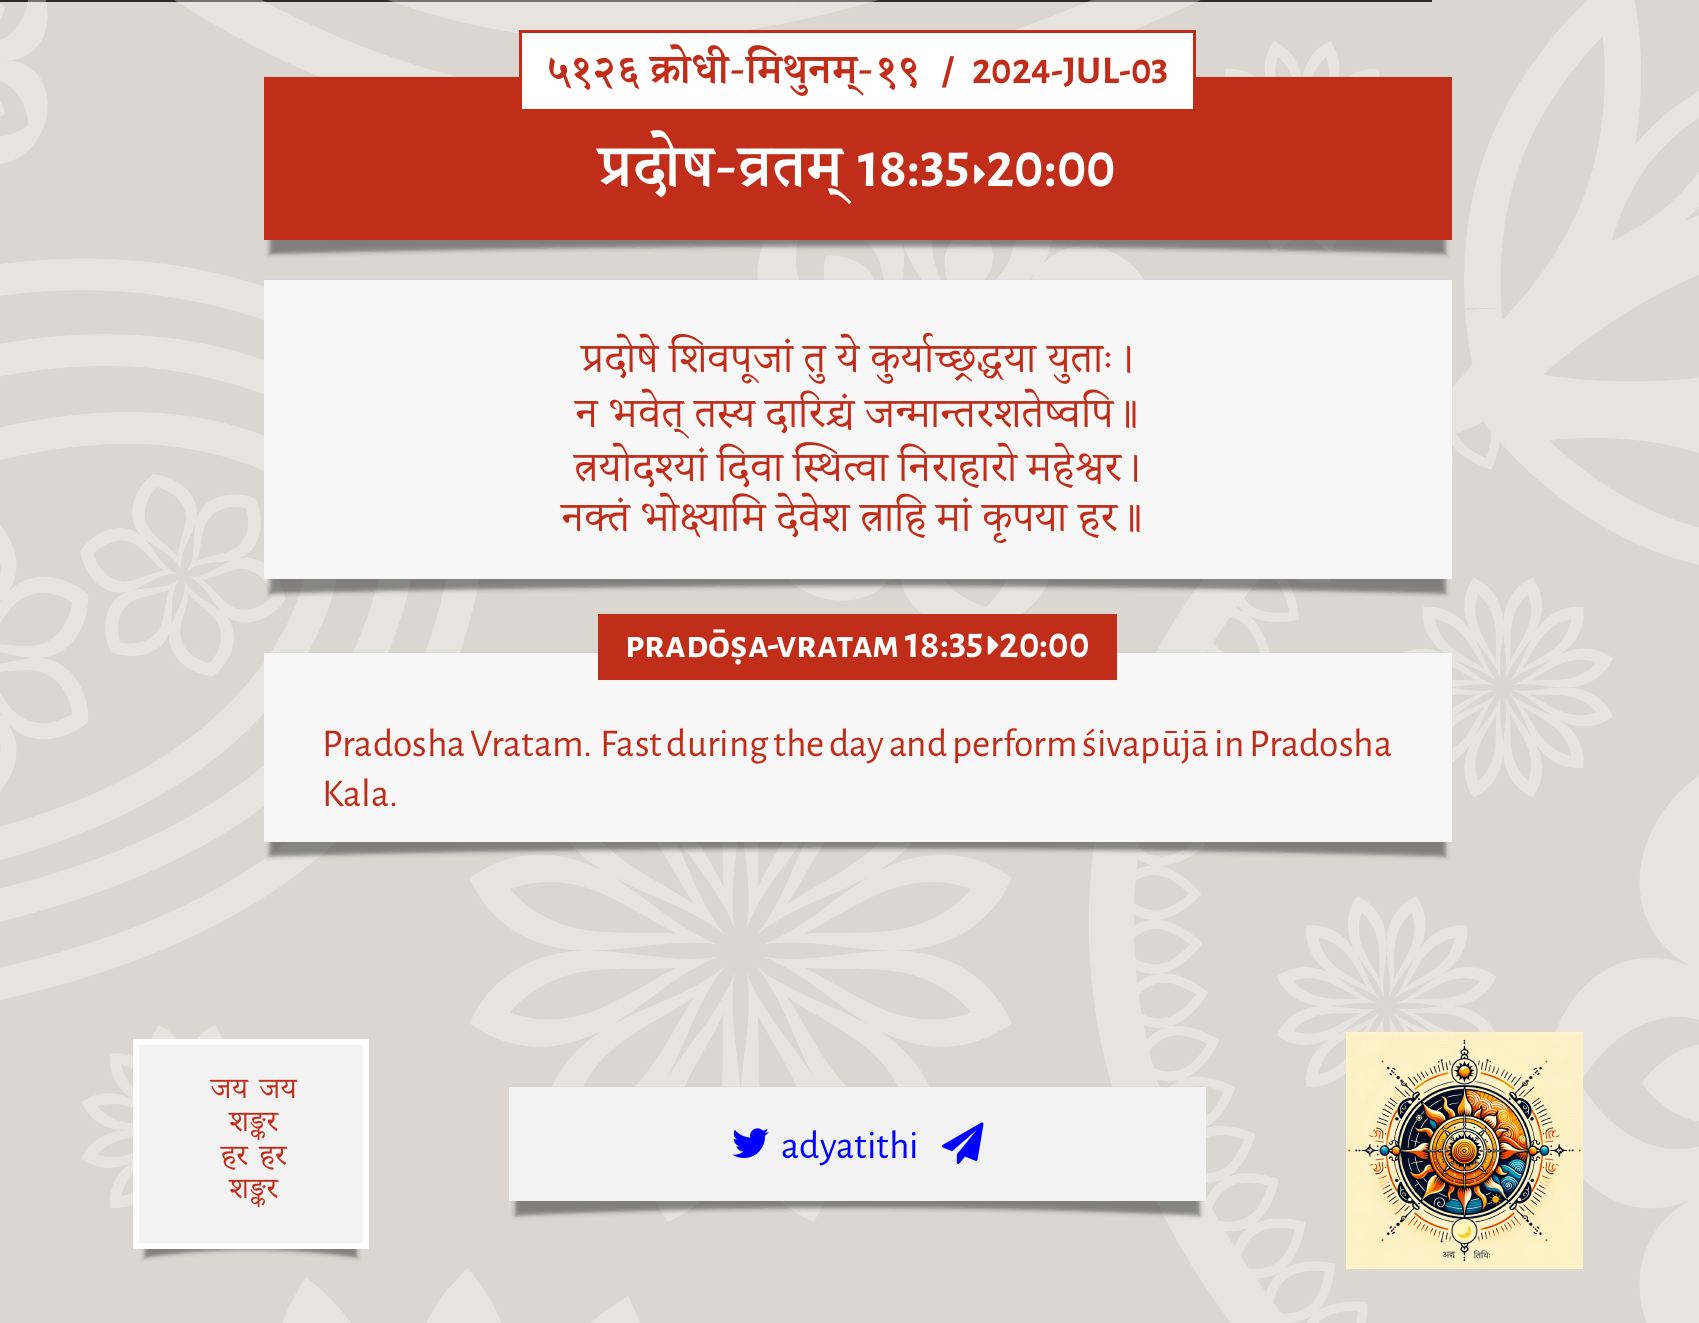 ५१२६ क्रोधी-मिथुनम्-१९ / 2024-JUL-03
प्रदोष-व्रतम् 18:35▸20:00
प्रदोषे शिवपूजां तु ये कुर्याच्छ्रद्धया युताः।
न भवेत् तस्य दारिद्र्यं जन्मान्तरशतेष्वपि॥
त्रयोदश्यां दिवा स्थित्वा निराहारो महेश्वर।
नक्तं भोक्ष्यामि देवेश त्राहि मां कृपया हर॥
PRADŌṢA-VRATAM 18:35▸20:00
Pradosha Vratam. Fast during the day and perform śivapūjā in Pradosha
Kala.
जय जय
शङ्कर
हर हर
शङ्कर
adyatithi
अद्य तिथिः